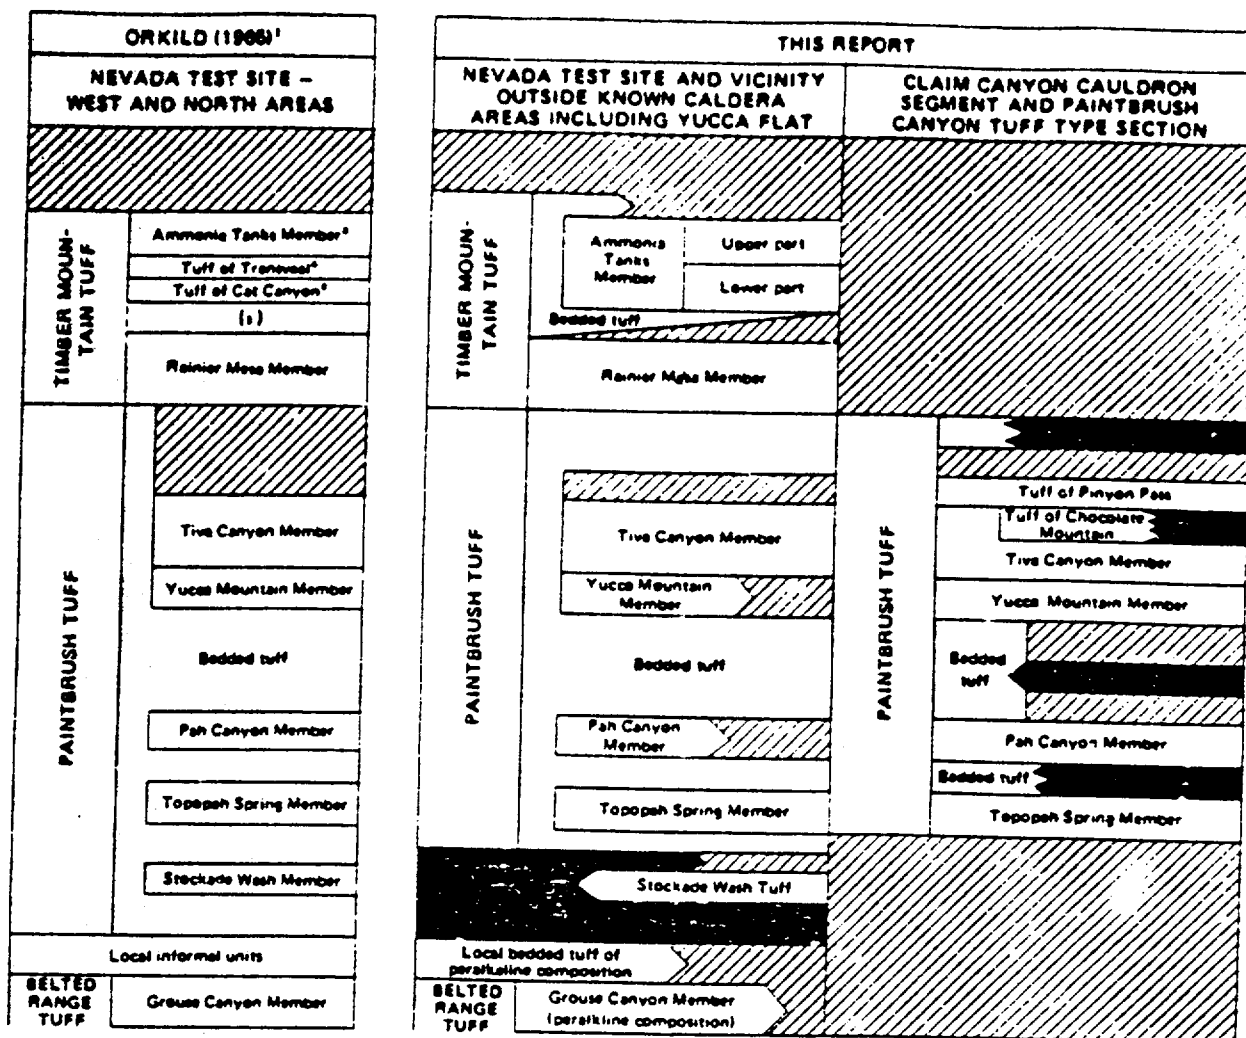 ORKILD (1965)¹
NEVADA TEST SITE –
WEST AND NORTH AREAS
TIMBER MOUN-
TAIN TUFF
Ammonia Tanks Member
Tuff of Transvaal
Tuff of Cat Canyon
Rainier Mesa Member
PAINTBRUSH TUFF
Tiva Canyon Member
Yucca Mountain Member
Bedded tuff
Pah Canyon Member
Topopah Spring Member
Stockade Wash Member
Local informal units
BELTED
RANGE
TUFF
Grouse Canyon Member
THIS REPORT
NEVADA TEST SITE AND VICINITY
OUTSIDE KNOWN CALDERA
AREAS INCLUDING YUCCA FLAT
TIMBER MOUN-
TAIN TUFF
Ammonia
Tanks
Member
Upper part
Lower part
Bedded tuff
Rainier Mesa Member
PAINTBRUSH TUFF
Tiva Canyon Member
Yucca Mountain
Member
Bedded tuff
Pah Canyon
Member
Topopah Spring Member
Stockade Wash Tuff
Local bedded tuff of
peralkaline composition
BELTED
RANGE
TUFF
Grouse Canyon Member
(peralkline composition)
CLAIM CANYON CAULDRON
SEGMENT AND PAINTBRUSH
CANYON TUFF TYPE SECTION
PAINTBRUSH TUFF
Tuff of Pinyon Pass
Tuff of Chocolate
Mountain
Tiva Canyon Member
Yucca Mountain Member
Bedded
tuff
Pah Canyon Member
Bedded tuff
Topopah Spring Member